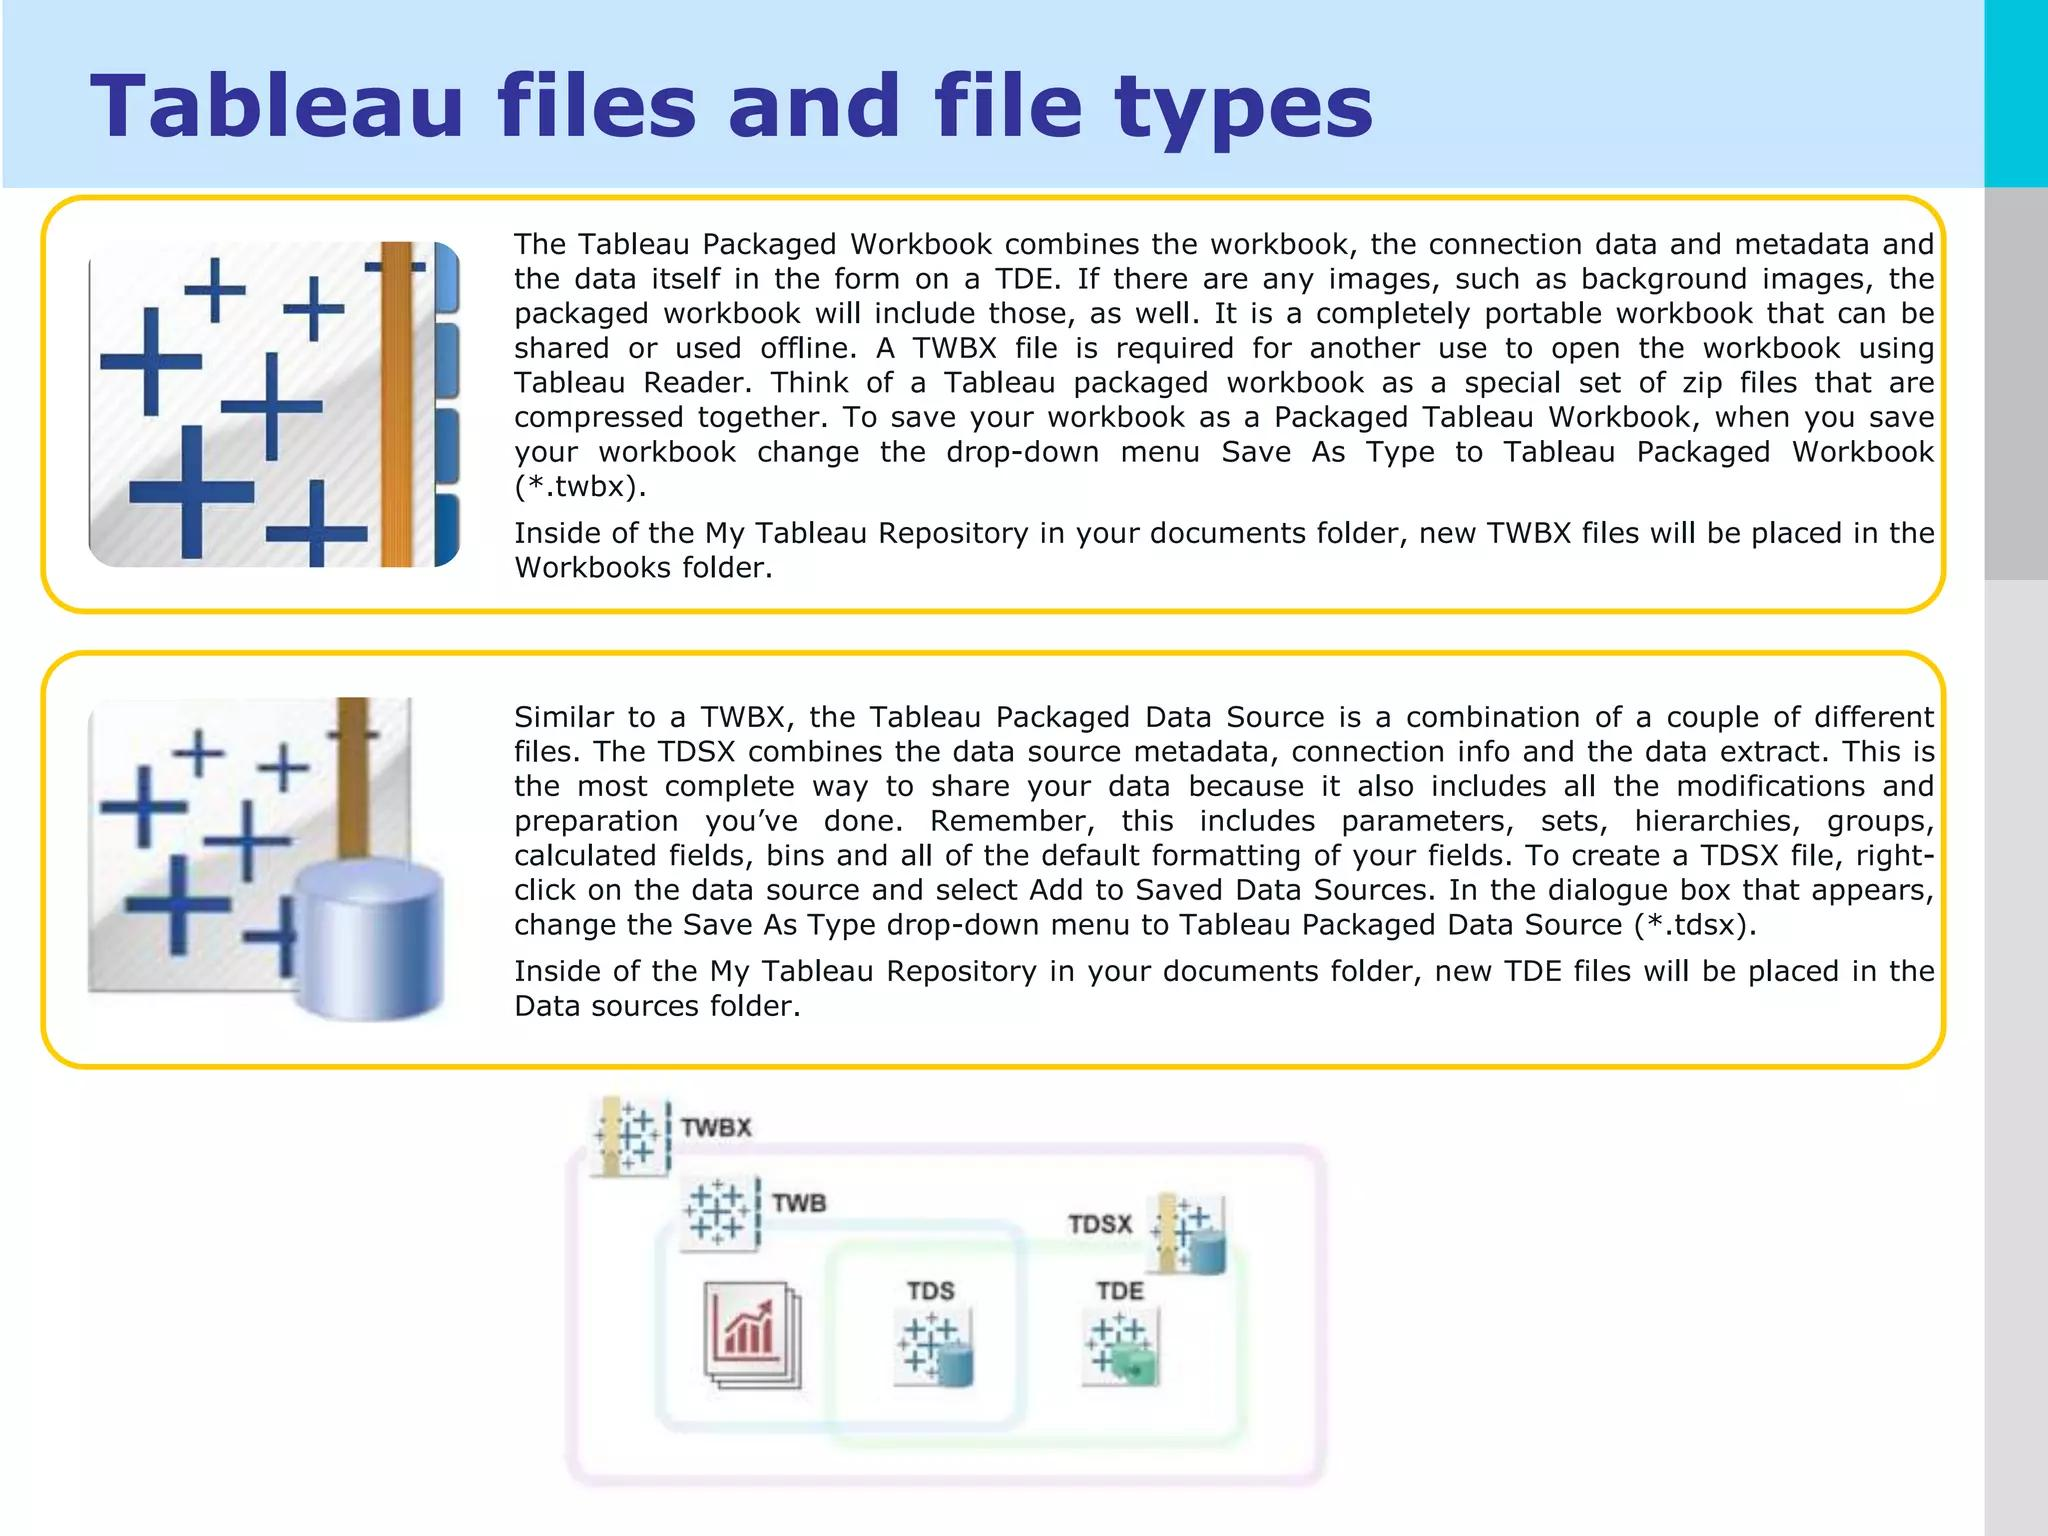 Tableau files and file types
The Tableau Packaged Workbook combines the workbook, the connection data and metadata and
the data itself in the form on a TDE. If there are any images, such as background images, the
packaged workbook will include those, as well. It is a completely portable workbook that can be
shared or used offline. A TWBX file is required for another use to open the workbook using
Tableau Reader. Think of a Tableau packaged workbook as a special set of zip files that are
compressed together. To save your workbook as a Packaged Tableau Workbook, when you save
your workbook change the drop-down menu Save As Type to Tableau Packaged Workbook
(*.twbx).
Inside of the My Tableau Repository in your documents folder, new TWBX files will be placed in the
Workbooks folder.
Similar to a TWBX, the Tableau Packaged Data Source is a combination of a couple of different
files. The TDSX combines the data source metadata, connection info and the data extract. This is
the most complete way to share your data because it also includes all the modifications and
preparation you’ve done. Remember, this includes parameters, sets, hierarchies, groups,
calculated fields, bins and all of the default formatting of your fields. To create a TDSX file, right-
click on the data source and select Add to Saved Data Sources. In the dialogue box that appears,
change the Save As Type drop-down menu to Tableau Packaged Data Source (*.tdsx).
Inside of the My Tableau Repository in your documents folder, new TDE files will be placed in the
Data sources folder.
TWBX
TWB
TDSX
TDS
TDE